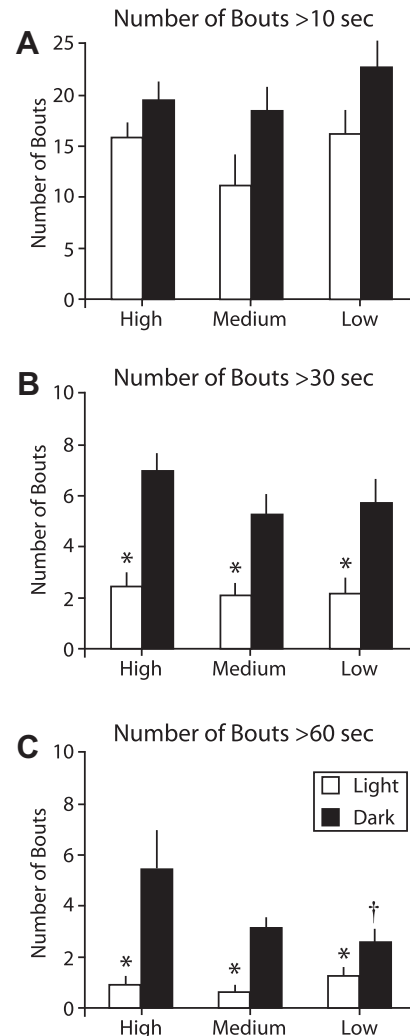 A
Number of Bouts >10 sec
Number of Bouts
25
20
15
10
5
0
High Medium Low
B
Number of Bouts >30 sec
Number of Bouts
10
8
6
4
2
0
* * *
High Medium Low
C
Number of Bouts >60 sec
Number of Bouts
10
8
6
4
2
0
Light
Dark
* * * †
High Medium Low